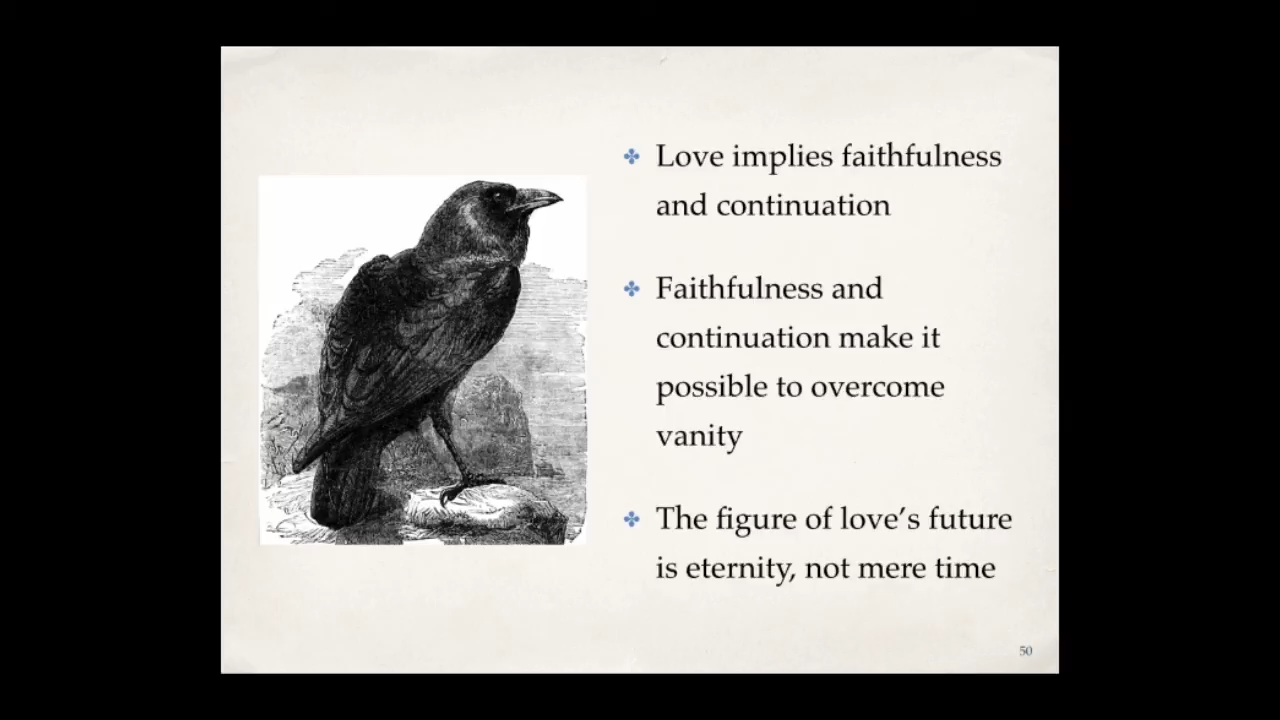 Love implies faithfulness
and continuation
Faithfulness and
continuation make it
possible to overcome
vanity
The figure of love’s future
is eternity, not mere time
50